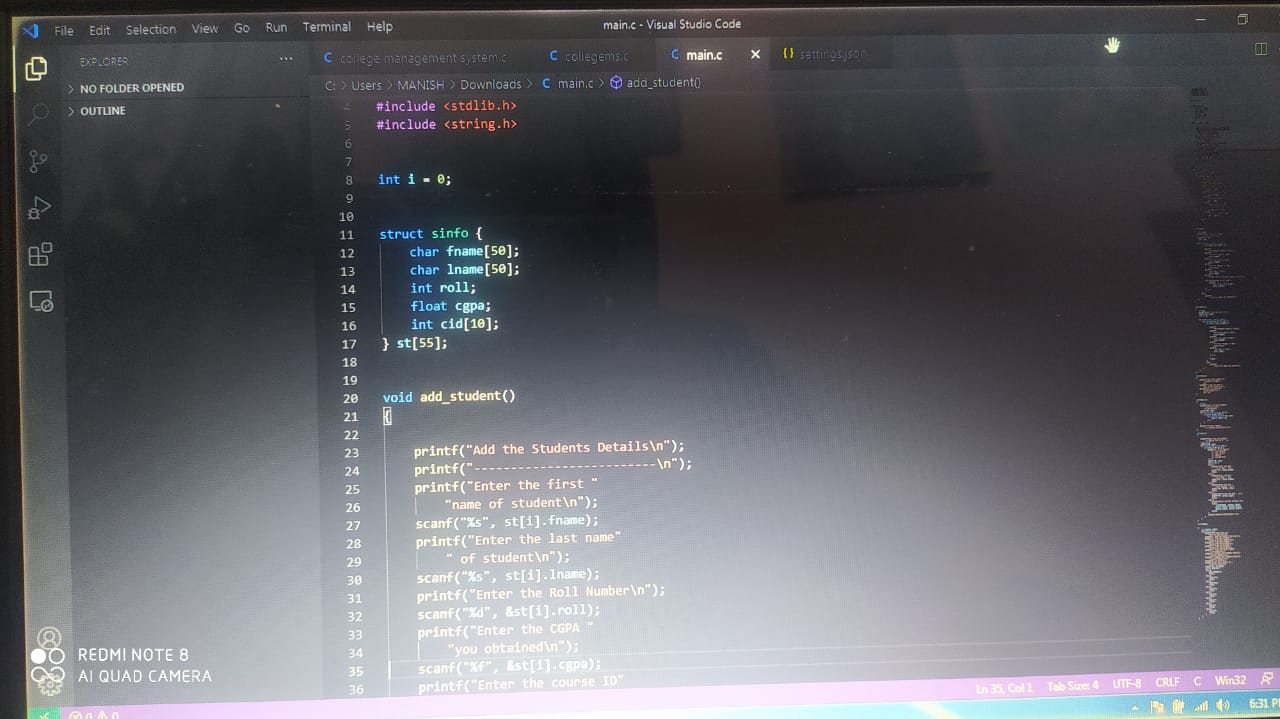 File Edit Selection View Go Run Terminal Help
main.c - Visual Studio Code
EXPLORER ...
NO FOLDER OPENED
OUTLINE
C college management system.c
C collegems.c
C main.c
{} settings.json
C: > Users > MANISH > Downloads > C main.c > add_student()
4 #include <stdlib.h>
5 #include <string.h>
6
7
8 int i = 0;
9
10
11 struct sinfo {
12 char fname[50];
13 char lname[50];
14 int roll;
15 float cgpa;
16 int cid[10];
17 } st[55];
18
19
20 void add_student()
21 {
22
23 printf("Add the Students Details\n");
24 printf("-------------------------\n");
25 printf("Enter the first "
26 "name of student\n");
27 scanf("%s", st[i].fname);
28 printf("Enter the last name"
29 " of student\n");
30 scanf("%s", st[i].lname);
31 printf("Enter the Roll Number\n");
32 scanf("%d", &st[i].roll);
33 printf("Enter the CGPA "
34 "you obtained\n");
35 scanf("%f", &st[i].cgpa);
36 printf("Enter the course ID"
Ln 35, Col 1 Tab Size: 4 UTF-8 CRLF C Win32
0 0
6:31 P
REDMI NOTE 8
AI QUAD CAMERA